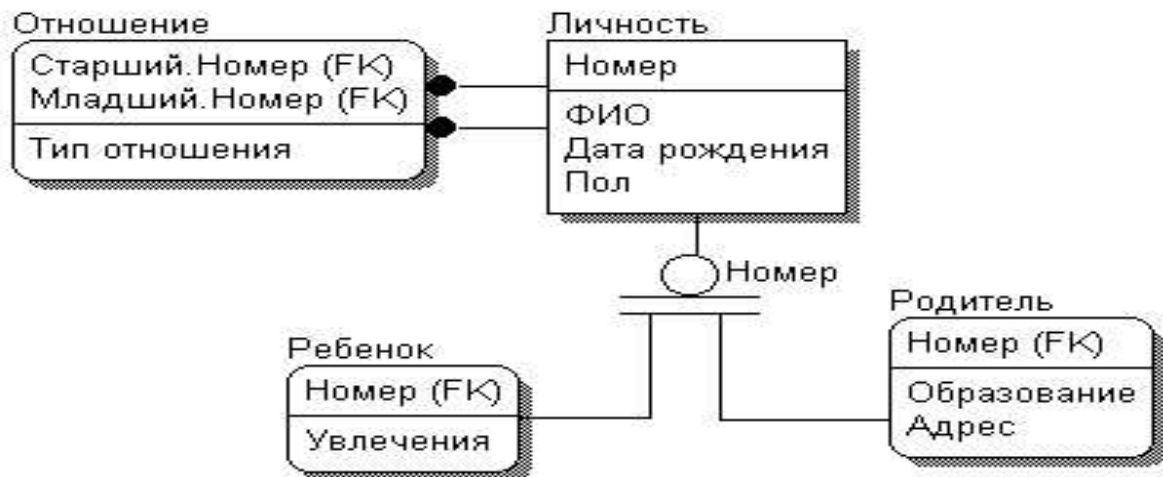 Отношение
Старший.Номер (FK)
Младший.Номер (FK)
Тип отношения
Личность
Номер
ФИО
Дата рождения
Пол
Номер
Ребенок
Номер (FK)
Увлечения
Родитель
Номер (FK)
Образование
Адрес